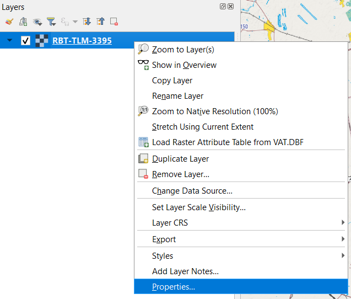 Layers
RBT-TLM-3395
Zoom to Layer(s)
Show in Overview
Copy Layer
Rename Layer
Zoom to Native Resolution (100%)
Stretch Using Current Extent
Load Raster Attribute Table from VAT.DBF
Duplicate Layer
Remove Layer...
Change Data Source...
Set Layer Scale Visibility...
Layer CRS
Export
Styles
Add Layer Notes...
Properties...
150